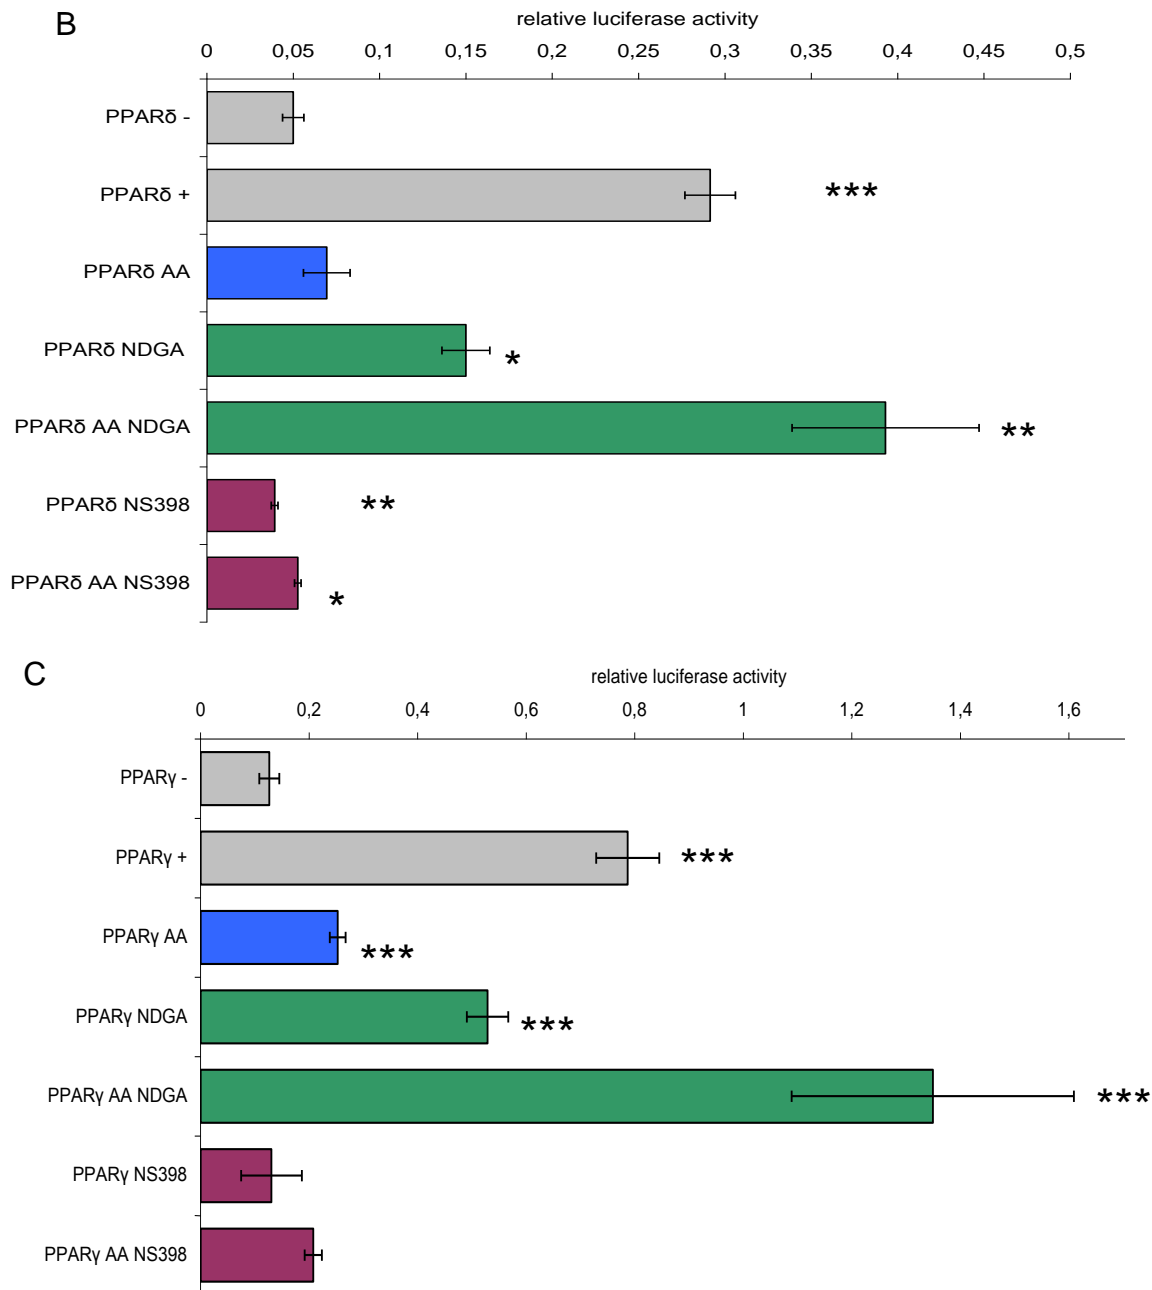 B
relative luciferase activity
0 0,05 0,1 0,15 0,2 0,25 0,3 0,35 0,4 0,45 0,5
PPARδ -
PPARδ + ***
PPARδ AA
PPARδ NDGA *
PPARδ AA NDGA **
PPARδ NS398 **
PPARδ AA NS398 *
C
relative luciferase activity
0 0,2 0,4 0,6 0,8 1 1,2 1,4 1,6
PPARγ -
PPARγ + ***
PPARγ AA ***
PPARγ NDGA ***
PPARγ AA NDGA ***
PPARγ NS398
PPARγ AA NS398